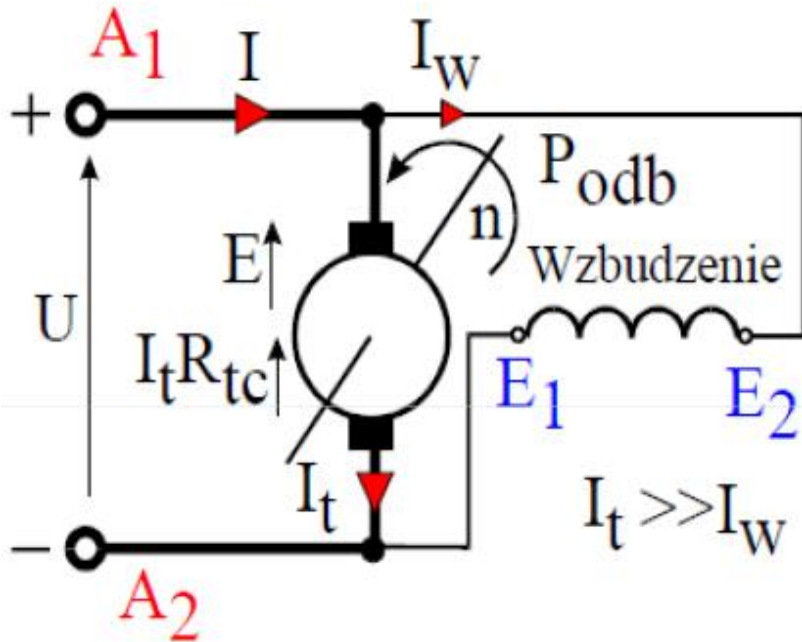 A1 I Iw
+
Podb
n
E
Wzbudzenie
U
ItRtc
E1 E2
It
It >>Iw
−
A2